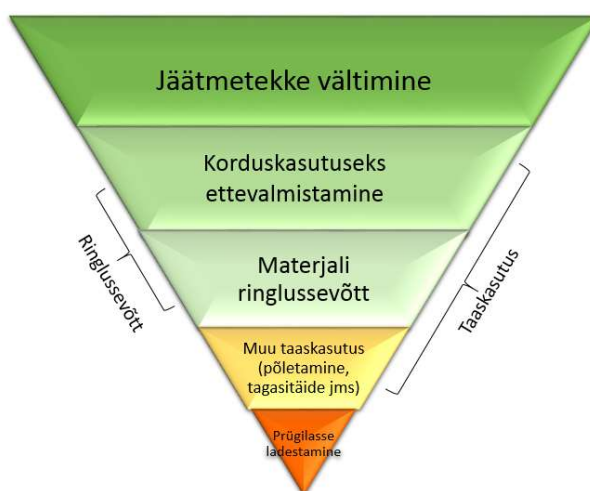 Jäätmetekke vältimine
Korduskasutuseks
ettevalmistamine
Ringlussevõtt
Materjali
ringlussevõtt
Taaskasutus
Muu taaskasutus
(põletamine,
tagasitäide jms)
Prügilasse
ladestamine